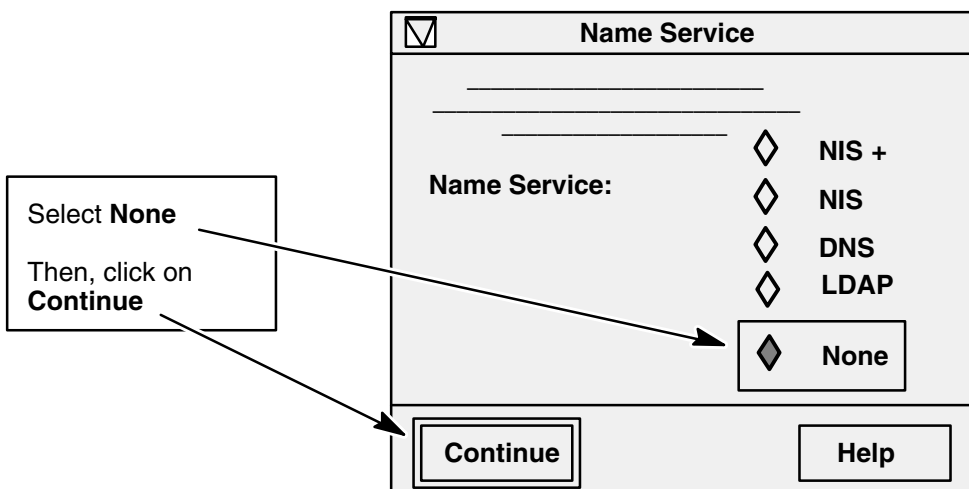 Name Service
NIS +
Name Service:
NIS
DNS
LDAP
None
Select None
Then, click on
Continue
Continue
Help